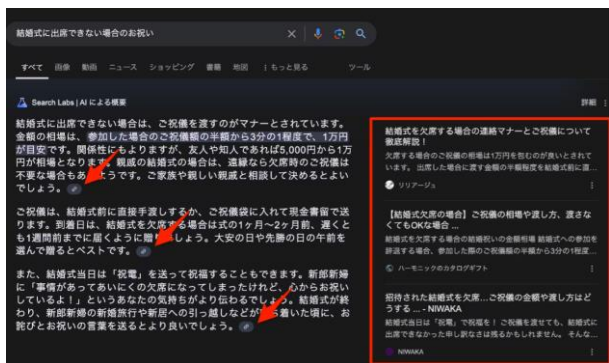 結婚式に出席できない場合のお祝い
すべて 画像 動画 ニュース ショッピング 書籍 地図 もっと見る ツール
Search Labs | AI による概要
詳細
結婚式に出席できない場合は、ご祝儀を渡すのがマナーとされています。
金額の相場は、参加した場合のご祝儀額の半額から3分の1程度で、1万円
が目安です。関係性にもよりますが、友人や知人であれば5,000円から1万
円が相場となります。親戚の結婚式の場合は、遠縁なら欠席時のご祝儀は
不要な場合もあるようです。ご家族や親しい親戚と相談して決めるとよい
でしょう。
ご祝儀は、結婚式前に直接手渡しするか、ご祝儀袋に入れて現金書留で送
ります。到着日は、結婚式を欠席する場合は式の1ヶ月〜2ヶ月前、遅くと
も1週間前までに届くように贈りましょう。大安の日や先勝の日の午前を
選んで贈るとベストです。
また、結婚式当日は「祝電」を送って祝福することもできます。新郎新婦
に「事情があってあいにくの欠席になってしまったけれど、心からお祝い
しているよ!」というあなたの気持ちがより伝わるでしょう。結婚式が終
わり、新郎新婦の新婚旅行や新居への引っ越しなどが落ち着いた頃に、お
詫びとお祝いの言葉を送るとより良いでしょう。
結婚式を欠席する場合の連絡マナーとご祝儀について
徹底解説!
欠席する場合のご祝儀の相場は1万円を包むのが良いとされて
います。 出席した場合に渡す金額の半額程度を結婚式前に直...
リリアージュ
【結婚式欠席の場合】ご祝儀の相場や渡し方、渡さな
くてもOKな場合 ...
結婚式を欠席する場合の結婚祝いの金額相場 結婚式への参加を
辞退する場合、参加した際のご祝儀額の半額から3分の1程度...
ハーモニックのカタログギフト
招待された結婚式を欠席...ご祝儀の金額や渡し方はど
うする ... - NIWAKA
結婚式当日は「祝電」で祝福を! ご祝儀を渡せても、結婚式に
出席できなかった申し訳なさは残るかもしれません。 そんな...
NIWAKA